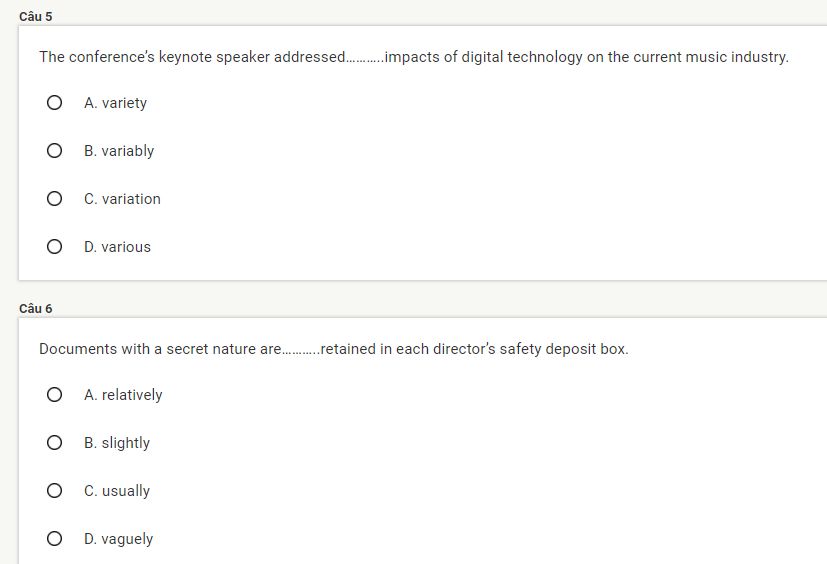 Câu 5
The conference's keynote speaker addressed...........impacts of digital technology on the current music industry.
A. variety
B. variably
C. variation
D. various
Câu 6
Documents with a secret nature are...........retained in each director's safety deposit box.
A. relatively
B. slightly
C. usually
D. vaguely